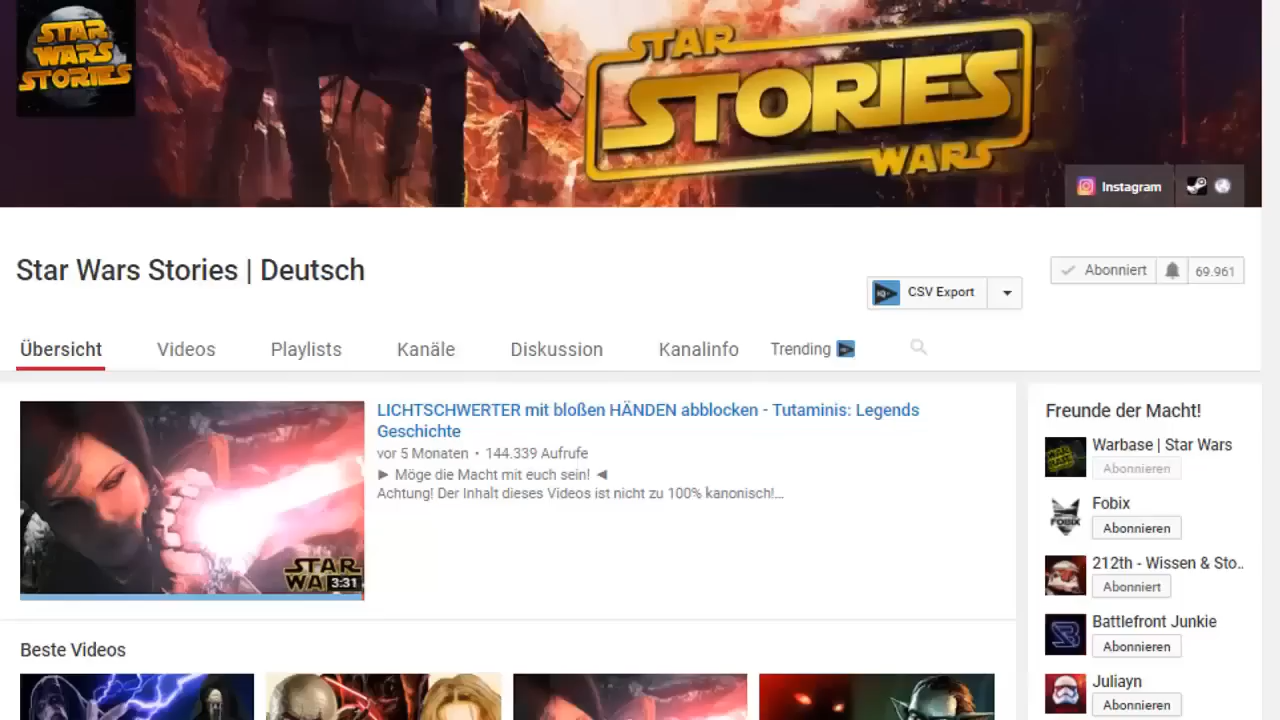 STAR
WARS
STORIES
STAR
STORIES
WARS
Instagram
Star Wars Stories | Deutsch
Abonniert
69.961
CSV Export
Übersicht
Videos
Playlists
Kanäle
Diskussion
Kanalinfo
Trending
LICHTSCHWERTER mit bloßen HÄNDEN abblocken - Tutaminis: Legends
Geschichte
vor 5 Monaten • 144.339 Aufrufe
► Möge die Macht mit euch sein! ◄
Achtung! Der Inhalt dieses Videos ist nicht zu 100% kanonisch!...
STAR
WA
3:31
Beste Videos
Freunde der Macht!
Warbase | Star Wars
Abonnieren
Fobix
FOBIX
Abonnieren
212th - Wissen & Sto..
Abonniert
Battlefront Junkie
Abonnieren
Juliayn
Abonnieren